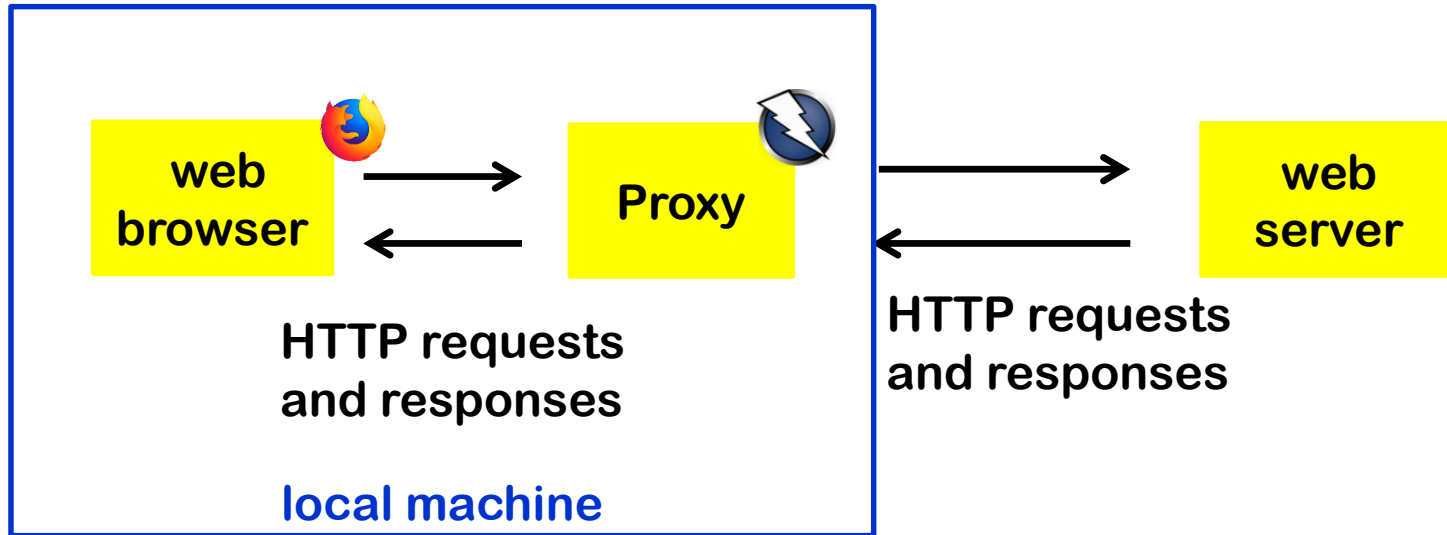 web
browser
Proxy
web
server
HTTP requests
and responses
HTTP requests
and responses
local machine